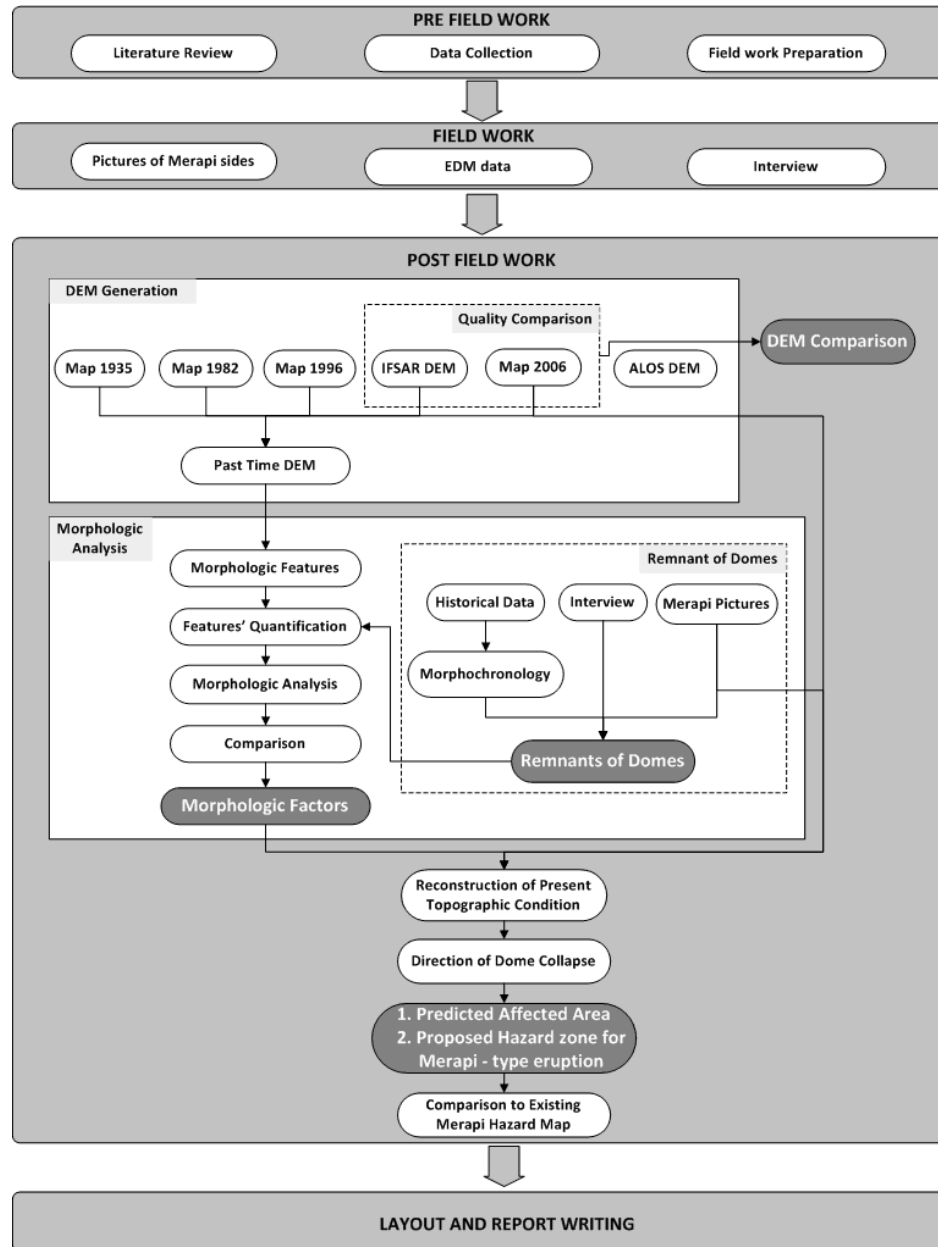 PRE FIELD WORK
Literature Review
Data Collection
Field work Preparation
FIELD WORK
Pictures of Merapi sides
EDM data
Interview
POST FIELD WORK
DEM Generation
Quality Comparison
DEM Comparison
Map 1935
Map 1982
Map 1996
IFSAR DEM
Map 2006
ALOS DEM
Past Time DEM
Morphologic
Analysis
Remnant of Domes
Morphologic Features
Historical Data
Interview
Merapi Pictures
Features’ Quantification
Morphologic Analysis
Morphochronology
Comparison
Remnants of Domes
Morphologic Factors
Reconstruction of Present
Topographic Condition
Direction of Dome Collapse
1. Predicted Affected Area
2. Proposed Hazard zone for
Merapi - type eruption
Comparison to Existing
Merapi Hazard Map
LAYOUT AND REPORT WRITING